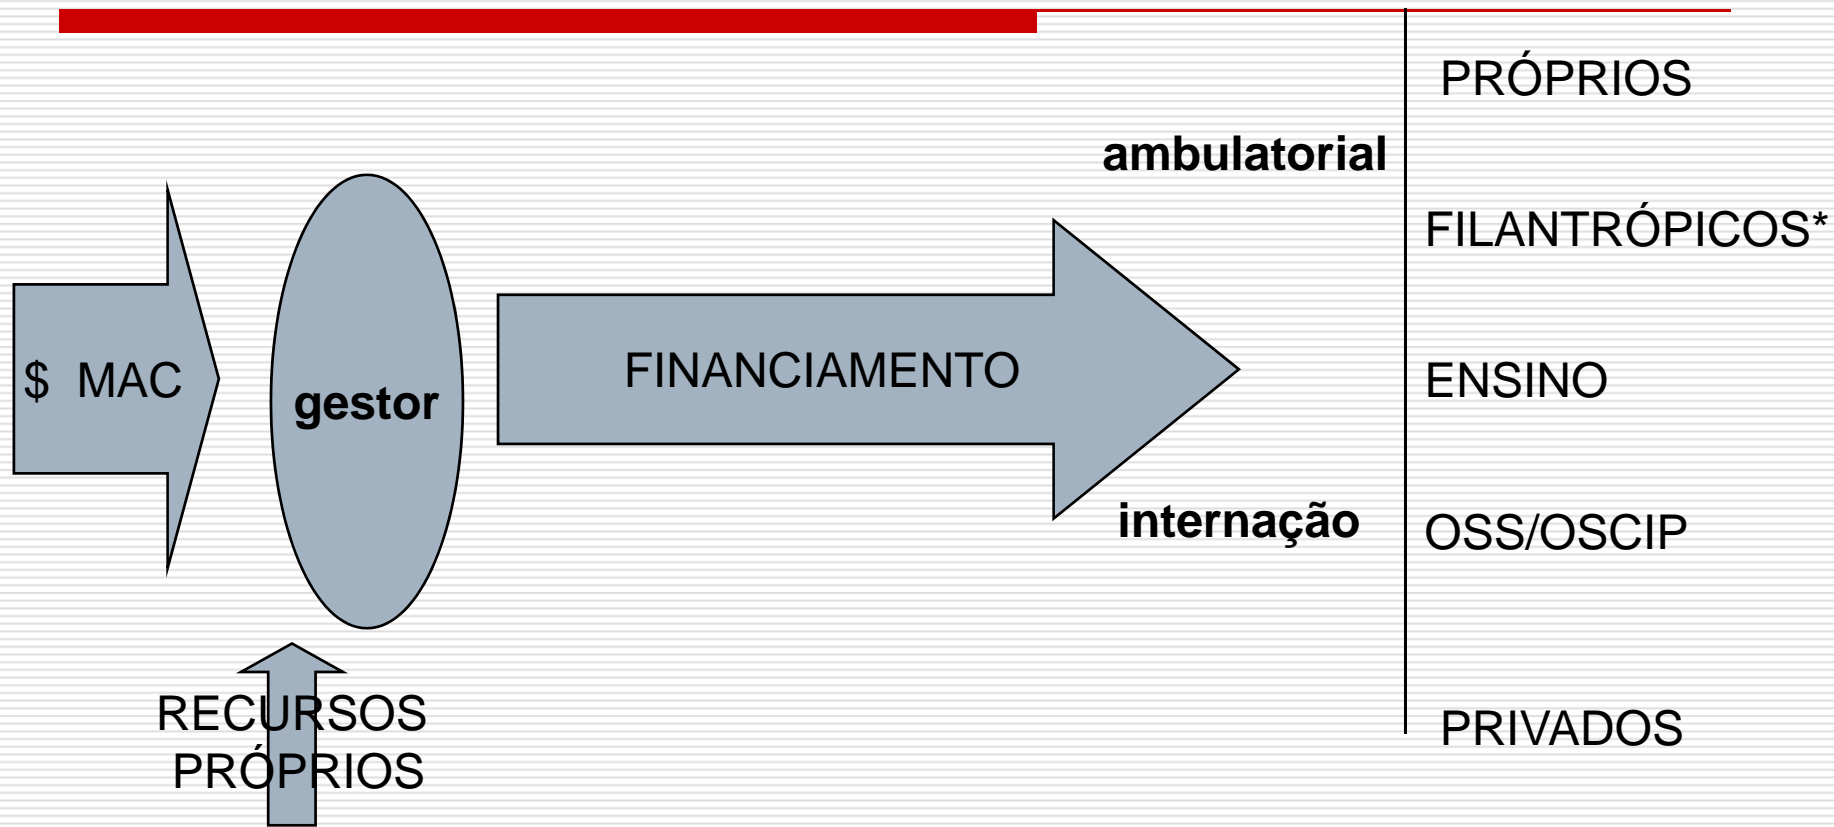 $ MAC
gestor
RECURSOS
PRÓPRIOS
FINANCIAMENTO
ambulatorial
internação
PRÓPRIOS
FILANTRÓPICOS*
ENSINO
OSS/OSCIP
PRIVADOS